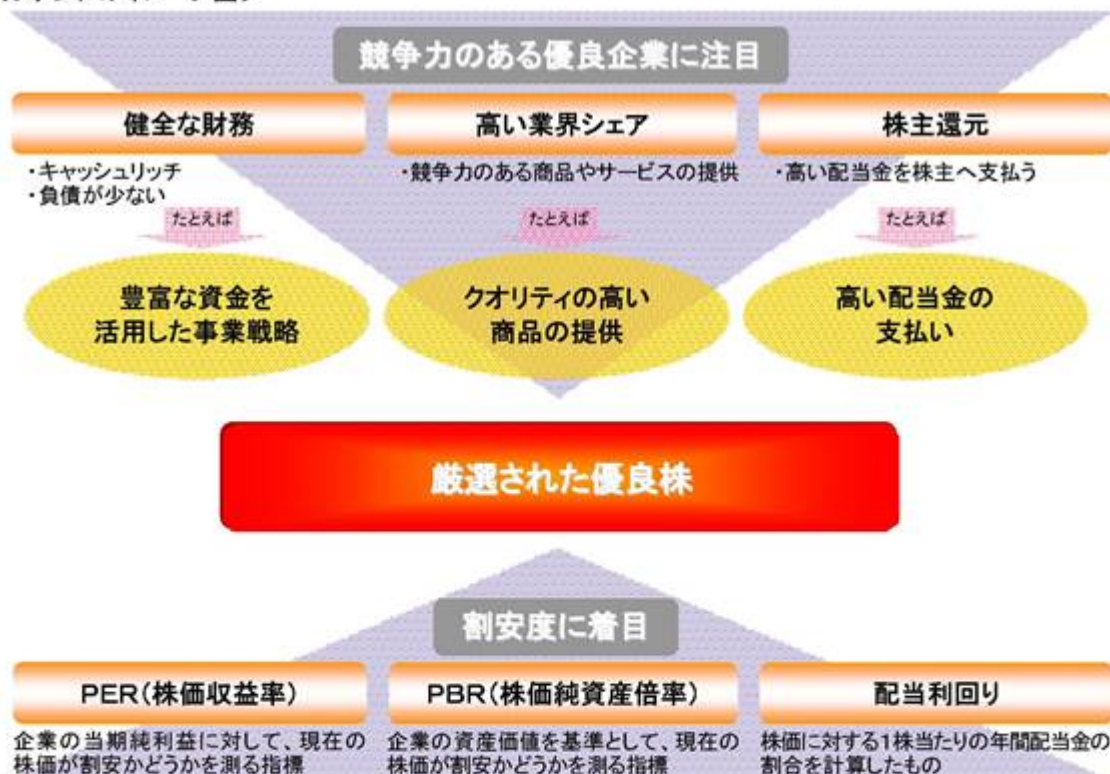 競争力のある優良企業に注目
健全な財務
高い業界シェア
株主還元
・キャッシュリッチ
・負債が少ない
・競争力のある商品やサービスの提供
・高い配当金を株主へ支払う
たとえば
たとえば
たとえば
豊富な資金を
活用した事業戦略
クオリティの高い
商品の提供
高い配当金の
支払い
厳選された優良株
割安度に着目
PER(株価収益率)
PBR(株価純資産倍率)
配当利回り
企業の当期純利益に対して、現在の
株価が割安かどうかを測る指標
企業の資産価値を基準として、現在の
株価が割安かどうかを測る指標
株価に対する1株当たりの年間配当金の
割合を計算したもの